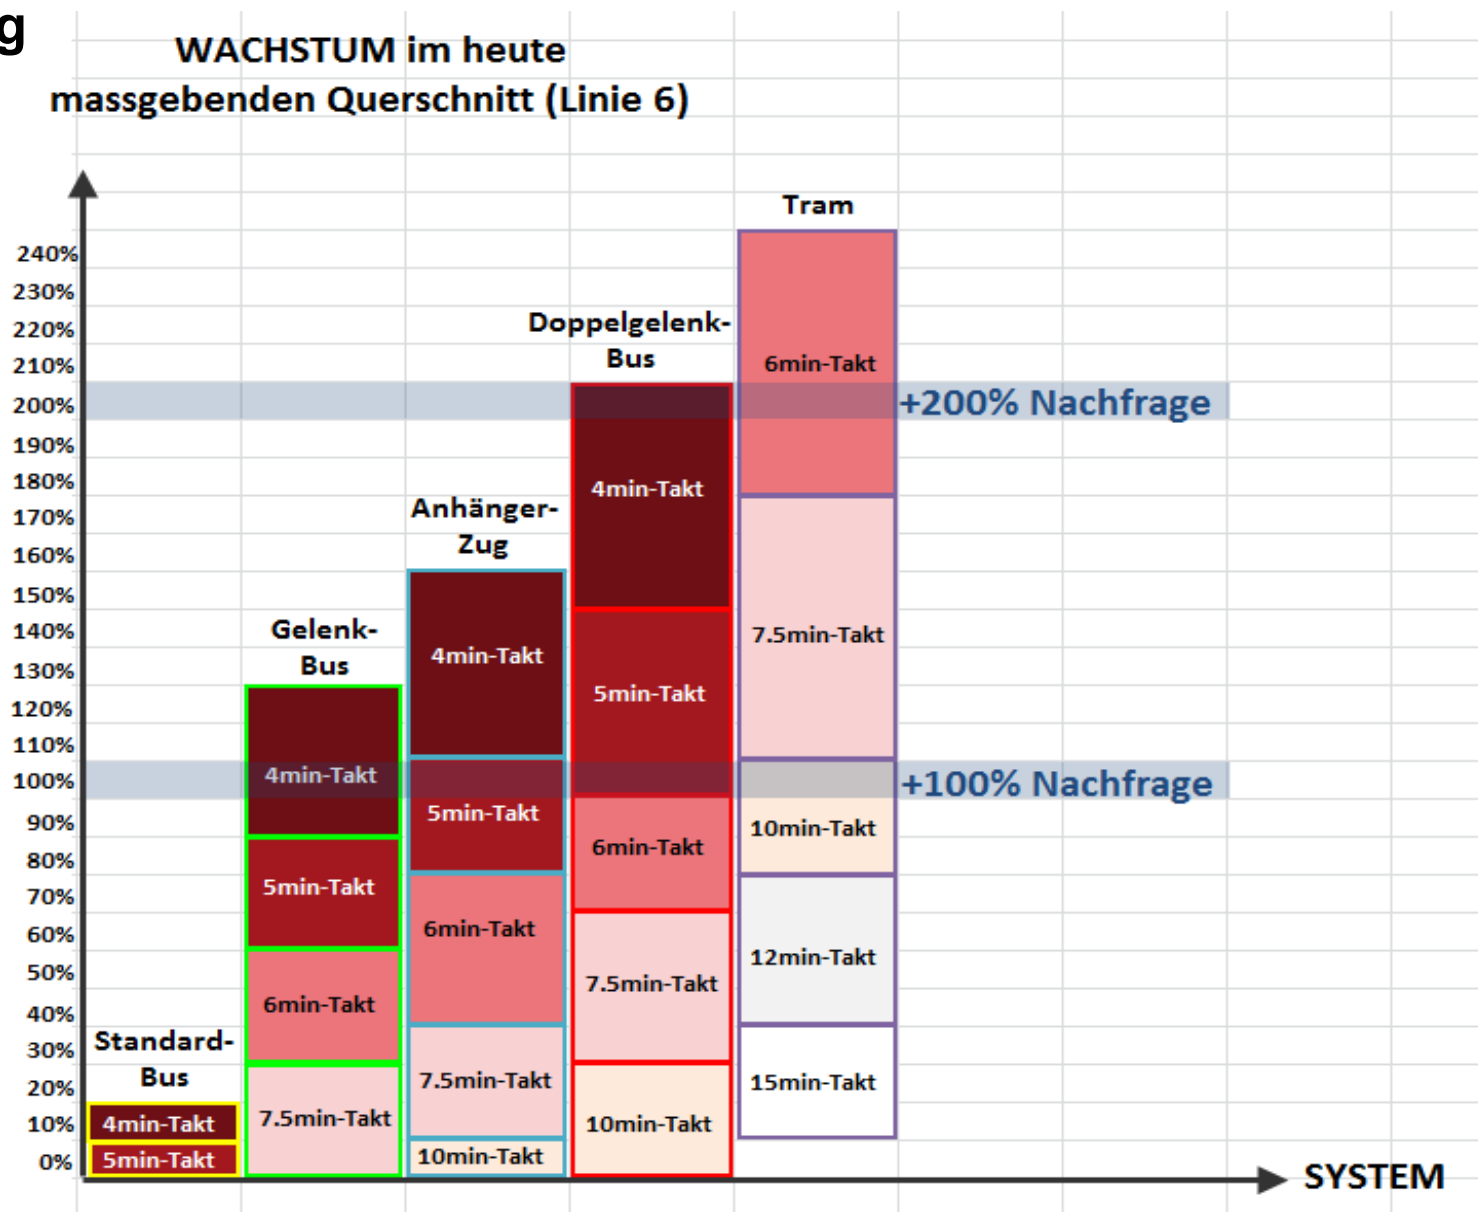 g
WACHSTUM im heute
massgebenden Querschnitt (Linie 6)
240%
230%
220%
210%
200%
190%
180%
170%
160%
150%
140%
130%
120%
110%
100%
90%
80%
70%
60%
50%
40%
30%
20%
10%
0%
Standard-
Bus
4min-Takt
5min-Takt
Gelenk-
Bus
4min-Takt
5min-Takt
6min-Takt
7.5min-Takt
Anhänger-
Zug
4min-Takt
5min-Takt
6min-Takt
7.5min-Takt
10min-Takt
Doppelgelenk-
Bus
4min-Takt
5min-Takt
6min-Takt
7.5min-Takt
10min-Takt
Tram
6min-Takt
7.5min-Takt
10min-Takt
12min-Takt
15min-Takt
+200% Nachfrage
+100% Nachfrage
SYSTEM